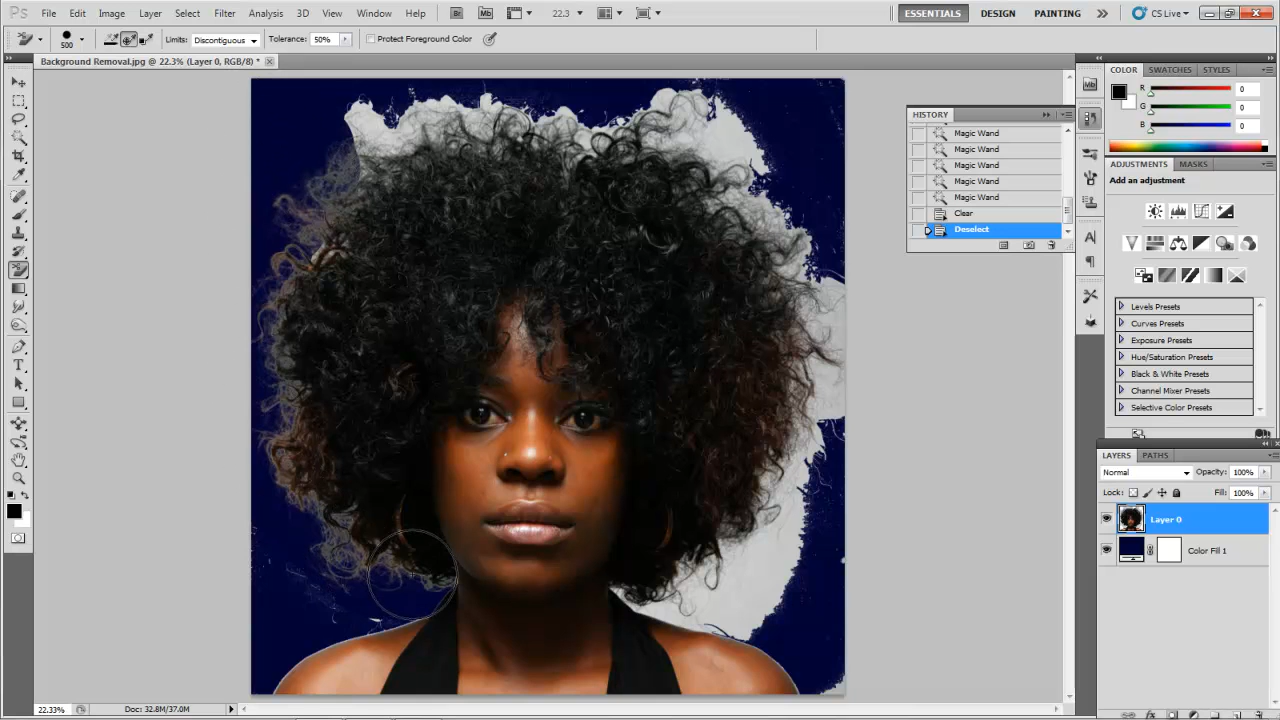 Ps File Edit Image Layer Select Filter Analysis 3D View Window Help Br Mb 22.3 ESSENTIALS DESIGN PAINTING CS Live
500 Limits: Discontiguous Tolerance: 50% Protect Foreground Color
Background Removal.jpg @ 22.3% (Layer 0, RGB/8) *
HISTORY
Magic Wand
Magic Wand
Magic Wand
Magic Wand
Magic Wand
Clear
Deselect
Mb
COLOR SWATCHES STYLES
R 0
G 0
B 0
ADJUSTMENTS MASKS
Add an adjustment
Levels Presets
Curves Presets
Exposure Presets
Hue/Saturation Presets
Black & White Presets
Channel Mixer Presets
Selective Color Presets
LAYERS PATHS
Normal Opacity: 100%
Lock: Fill: 100%
Layer 0
Color Fill 1
22.33% Doc: 32.8M/37.0M